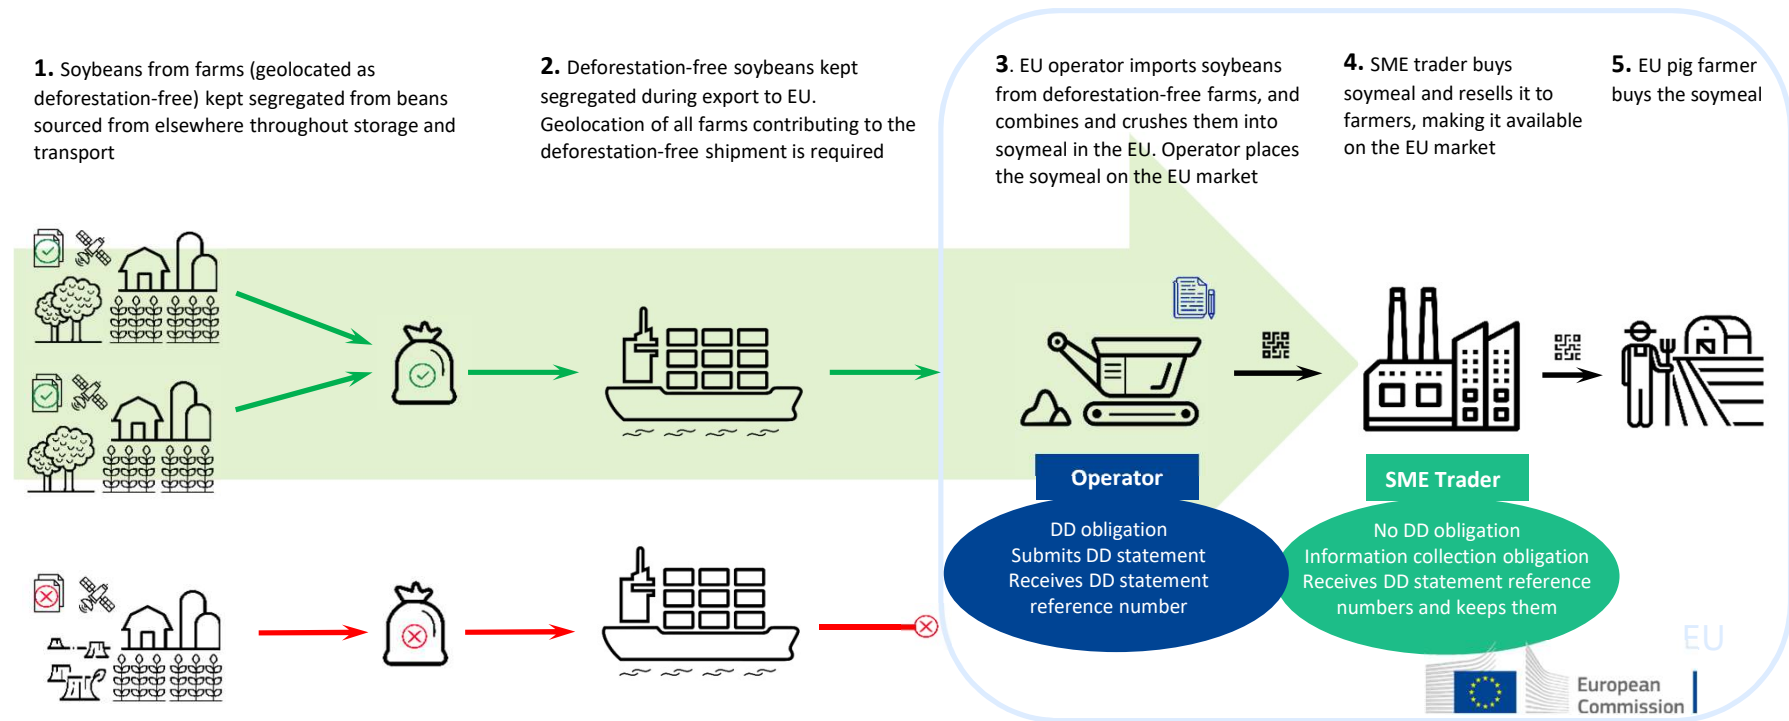 1. Soybeans from farms (geolocated as
deforestation-free) kept segregated from beans
sourced from elsewhere throughout storage and
transport
2. Deforestation-free soybeans kept
segregated during export to EU.
Geolocation of all farms contributing to the
deforestation-free shipment is required
3. EU operator imports soybeans
from deforestation-free farms, and
combines and crushes them into
soymeal in the EU. Operator places
the soymeal on the EU market
4. SME trader buys
soymeal and resells it to
farmers, making it available
on the EU market
5. EU pig farmer
buys the soymeal
Operator
DD obligation
Submits DD statement
Receives DD statement
reference number
SME Trader
No DD obligation
Information collection obligation
Receives DD statement reference
numbers and keeps them
EU
European
Commission